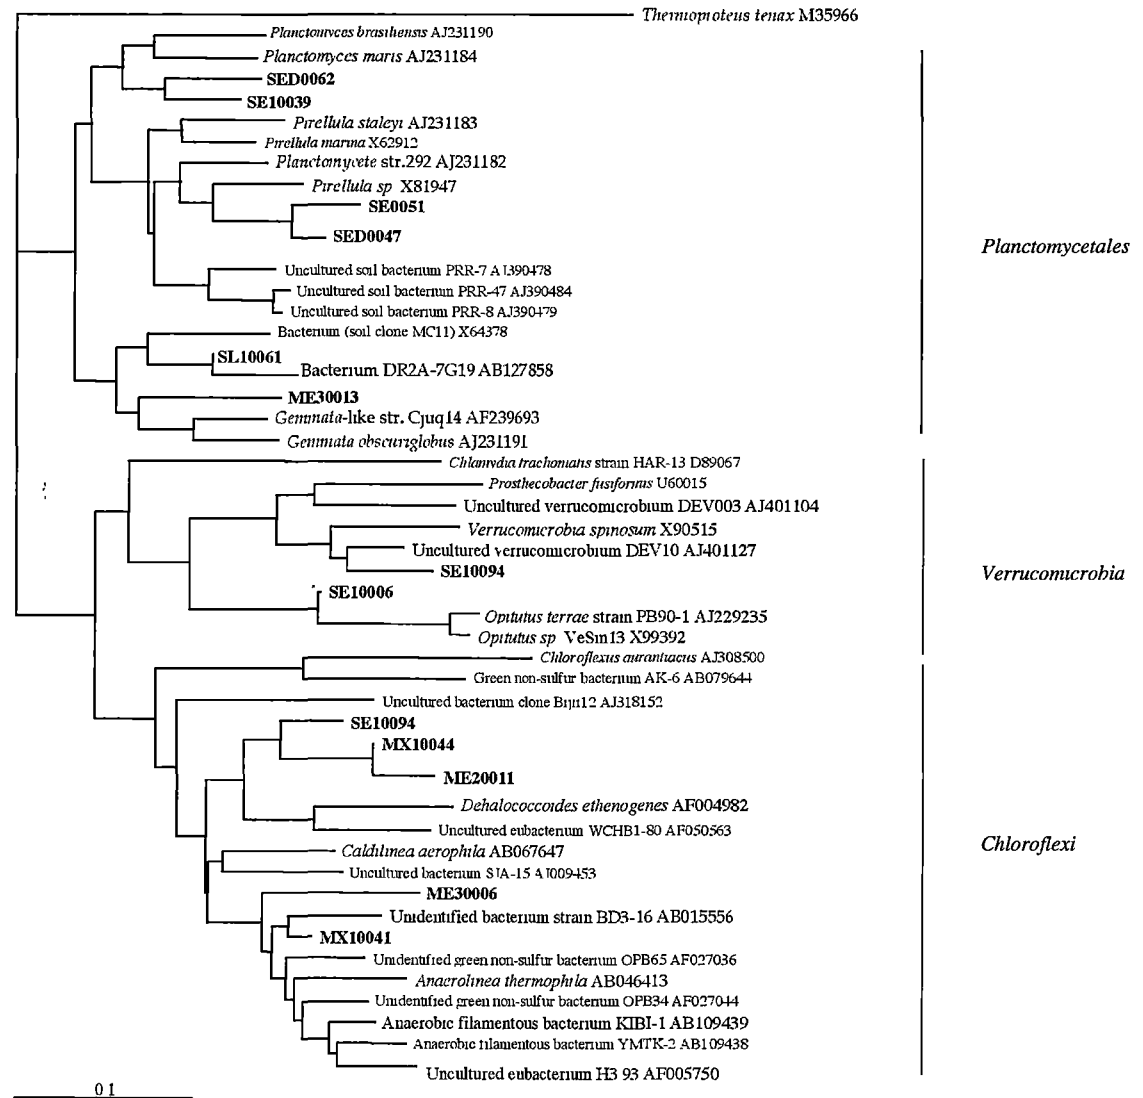 Thermoproteus tenax M35966
Planctomyces brasiliensis AJ231190
Planctomyces maris AJ231184
SED0062
SE10039
Pirellula staleyi AJ231183
Pirellula marina X62912
Planctomycete str.292 AJ231182
Pirellula sp X81947
SE0051
SED0047
Planctomycetales
Uncultured soil bacterium PRR-7 AJ390478
Uncultured soil bacterium PRR-47 AJ390484
Uncultured soil bacterium PRR-8 AJ390479
Bacterium (soil clone MC11) X64378
SL10061
Bacterium DR2A-7G19 AB127858
ME30013
Gemmata-like str. Cjuq14 AF239693
Gemmata obscuriglobus AJ231191
Chlamydia trachomatis strain HAR-13 D89067
Prosthecobacter fusiformis U60015
Uncultured verrucomicrobium DEV003 AJ401104
Verrucomicrobia spinosum X90515
Uncultured verrucomicrobium DEV10 AJ401127
SE10094
Verrucomicrobia
SE10006
Opitutus terrae strain PB90-1 AJ229235
Opitutus sp VeSm13 X99392
Chloroflexus aurantiacus AJ308500
Green non-sulfur bacterium AK-6 AB079644
Uncultured bacterium clone AJ318152
SE10094
MX10044
ME20011
Dehalococcoides ethenogenes AF004982
Uncultured eubacterium WCHB1-80 AF050563
Chloroflexi
Caldilinea aerophila AB067647
Uncultured bacterium SJA-15 AJ009453
ME30006
Unidentified bacterium strain BD3-16 AB015556
MX10041
Unidentified green non-sulfur bacterium OPB65 AF027036
Anaerolinea thermophila AB046413
Unidentified green non-sulfur bacterium OPB34 AF027044
Anaerobic filamentous bacterium KIBI-1 AB109439
Anaerobic filamentous bacterium YMTK-2 AB109438
Uncultured eubacterium H3 93 AF005750
0 1